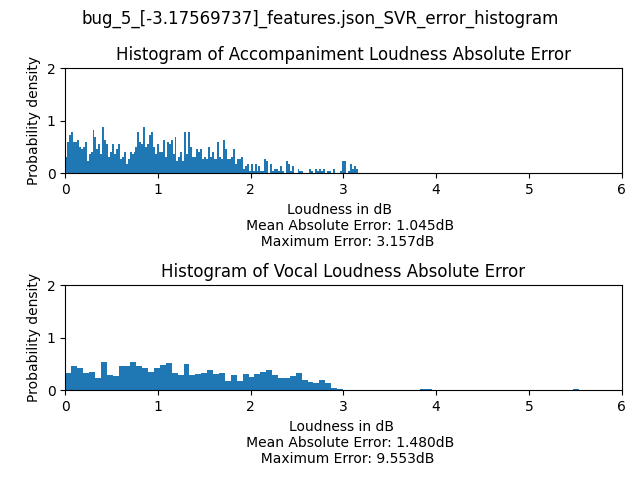 bug_5_[-3.17569737]_features.json_SVR_error_histogram
Histogram of Accompaniment Loudness Absolute Error
Probability density
2
1
0
0 1 2 3 4 5 6
Loudness in dB
Mean Absolute Error: 1.045dB
Maximum Error: 3.157dB
Histogram of Vocal Loudness Absolute Error
Probability density
2
1
0
0 1 2 3 4 5 6
Loudness in dB
Mean Absolute Error: 1.480dB
Maximum Error: 9.553dB